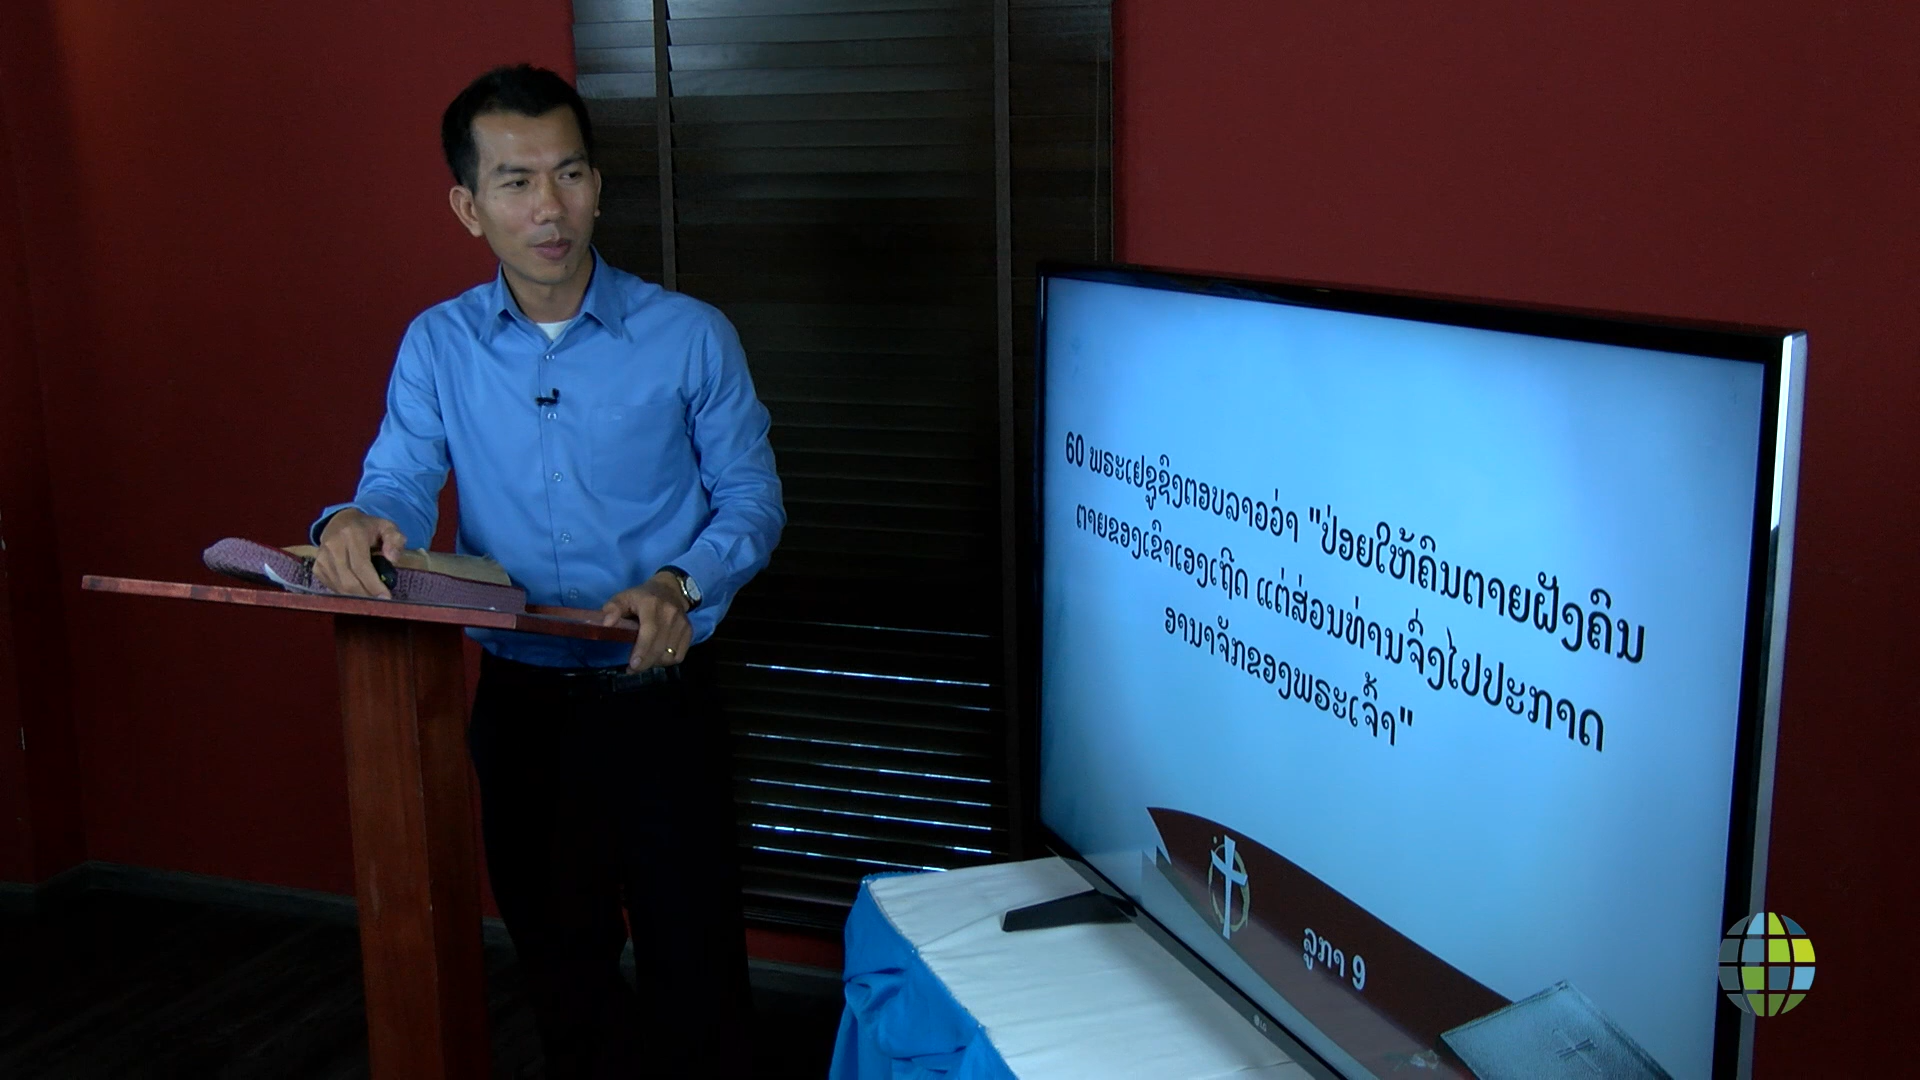 60 ພຣະເຢຊູຊົງຕອບລາວວ່າ "ປ່ອຍໃຫ້ຄົນຕາຍຝັງຄົນ
ຕາຍຂອງເຂົາເອງເຖີດ ແຕ່ສ່ວນທ່ານຈົ່ງໄປປະກາດ
ອານາຈັກຂອງພຣະເຈົ້າ"
ລູກາ 9
LG